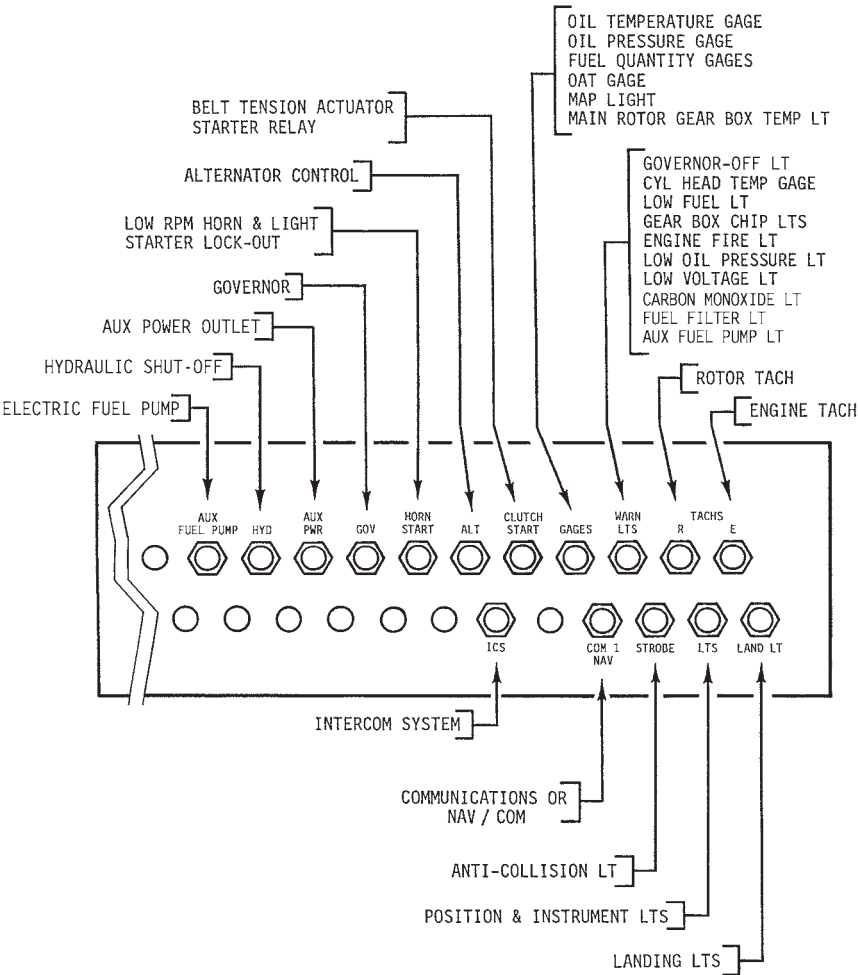 OIL TEMPERATURE GAGE
OIL PRESSURE GAGE
FUEL QUANTITY GAGES
OAT GAGE
MAP LIGHT
MAIN ROTOR GEAR BOX TEMP LT
BELT TENSION ACTUATOR
STARTER RELAY
GOVERNOR-OFF LT
CYL HEAD TEMP GAGE
LOW FUEL LT
GEAR BOX CHIP LTS
ENGINE FIRE LT
LOW OIL PRESSURE LT
LOW VOLTAGE LT
CARBON MONOXIDE LT
FUEL FILTER LT
AUX FUEL PUMP LT
ALTERNATOR CONTROL
LOW RPM HORN & LIGHT
STARTER LOCK-OUT
GOVERNOR
AUX POWER OUTLET
HYDRAULIC SHUT-OFF
ELECTRIC FUEL PUMP
ROTOR TACH
ENGINE TACH
AUX
FUEL PUMP
HYD
AUX
PWR
GOV
HORN
START
ALT
CLUTCH
START
GAGES
WARN
LTS
TACHS
R E
ICS
COM 1
NAV
STROBE
LTS
LAND LT
INTERCOM SYSTEM
COMMUNICATIONS OR
NAV / COM
ANTI-COLLISION LT
POSITION & INSTRUMENT LTS
LANDING LTS